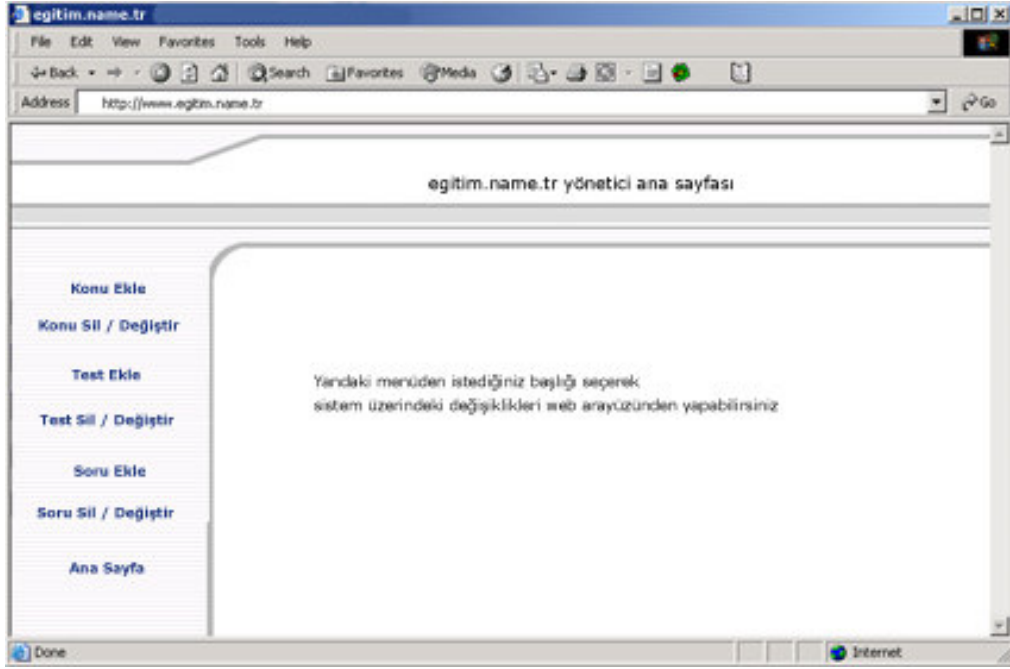 egitim.name.tr
File Edit View Favorites Tools Help
Back Search Favorites Media
Address http://www.egitim.name.tr Go
egitim.name.tr yönetici ana sayfası
Konu Ekle
Konu Sil / Değiştir
Test Ekle
Test Sil / Değiştir
Soru Ekle
Soru Sil / Değiştir
Ana Sayfa
Yandaki menüden istediğiniz başlığı seçerek
sistem üzerindeki değişiklikleri web arayüzünden yapabilirsiniz
Done Internet